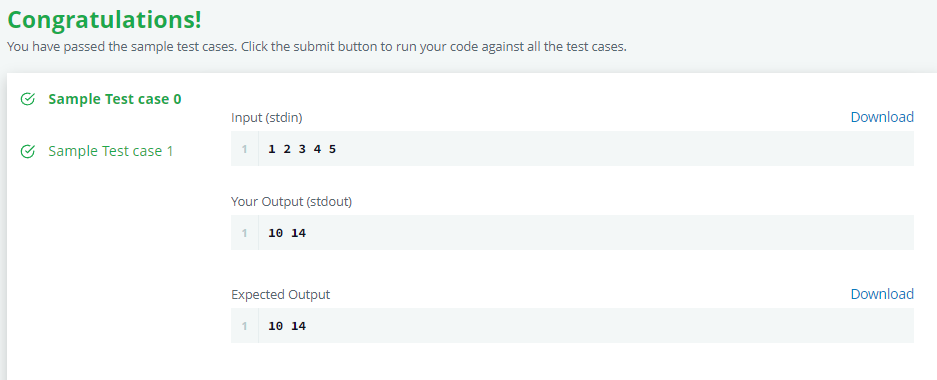 Congratulations!
You have passed the sample test cases. Click the submit button to run your code against all the test cases.
Sample Test case 0
Sample Test case 1
Input (stdin)
Download
1 1 2 3 4 5
Your Output (stdout)
1 10 14
Expected Output
Download
1 10 14